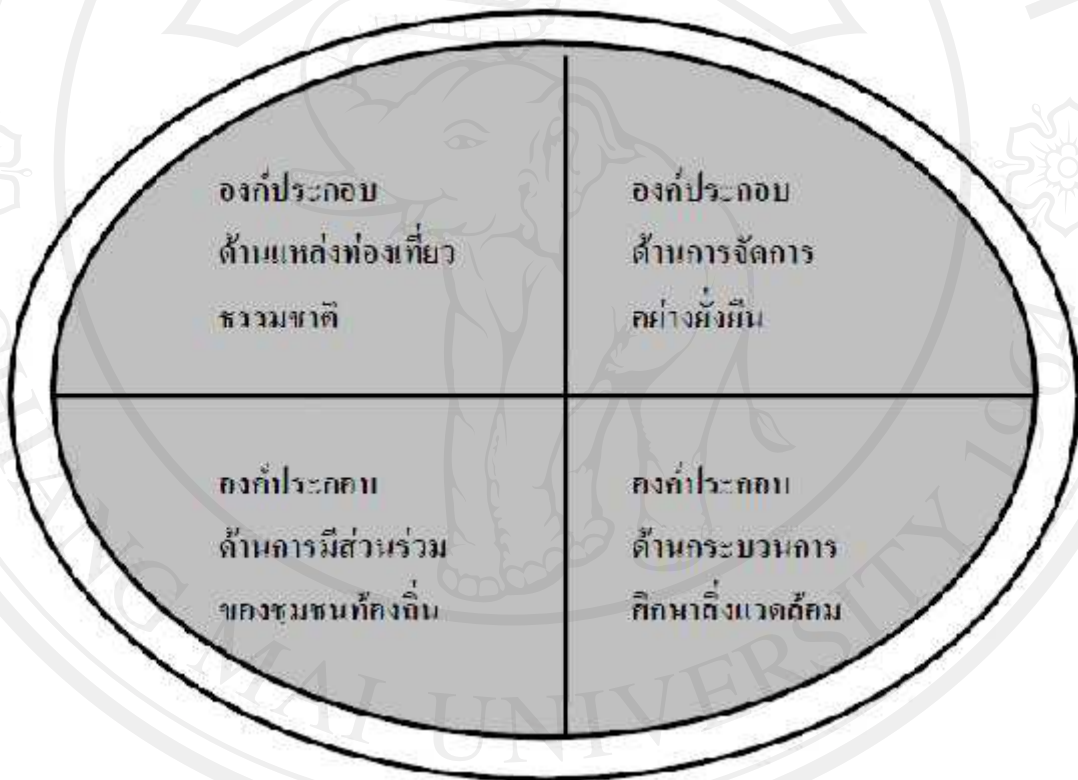 องค์ประกอบ
ด้านแหล่งท่องเที่ยว
ธรรมชาติ
องค์ประกอบ
ด้านการจัดการ
อย่างยั่งยืน
องค์ประกอบ
ด้านการมีส่วนร่วม
ของชุมชนท้องถิ่น
องค์ประกอบ
ด้านกระบวนการ
ศึกษาสิ่งแวดล้อม
MAI UNIVERSITY 196